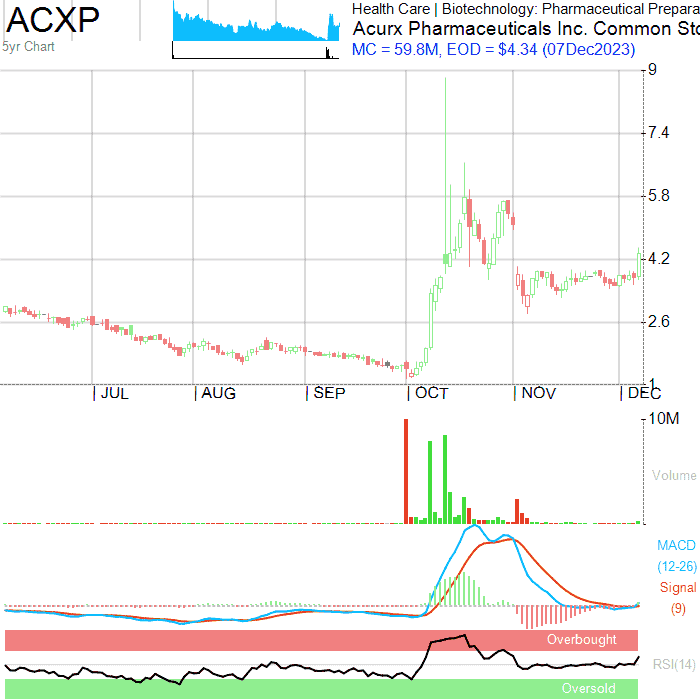 ACXP
5yr Chart
Health Care | Biotechnology: Pharmaceutical Prepara
Acurx Pharmaceuticals Inc. Common Sto
MC = 59.8M, EOD = $4.34 (07Dec2023)
9
7.4
5.8
4.2
2.6
1
| JUL | AUG | SEP | OCT | NOV | DEC
10M
Volume
MACD
(12-26)
Signal
(9)
Overbought
RSI(14)
Oversold